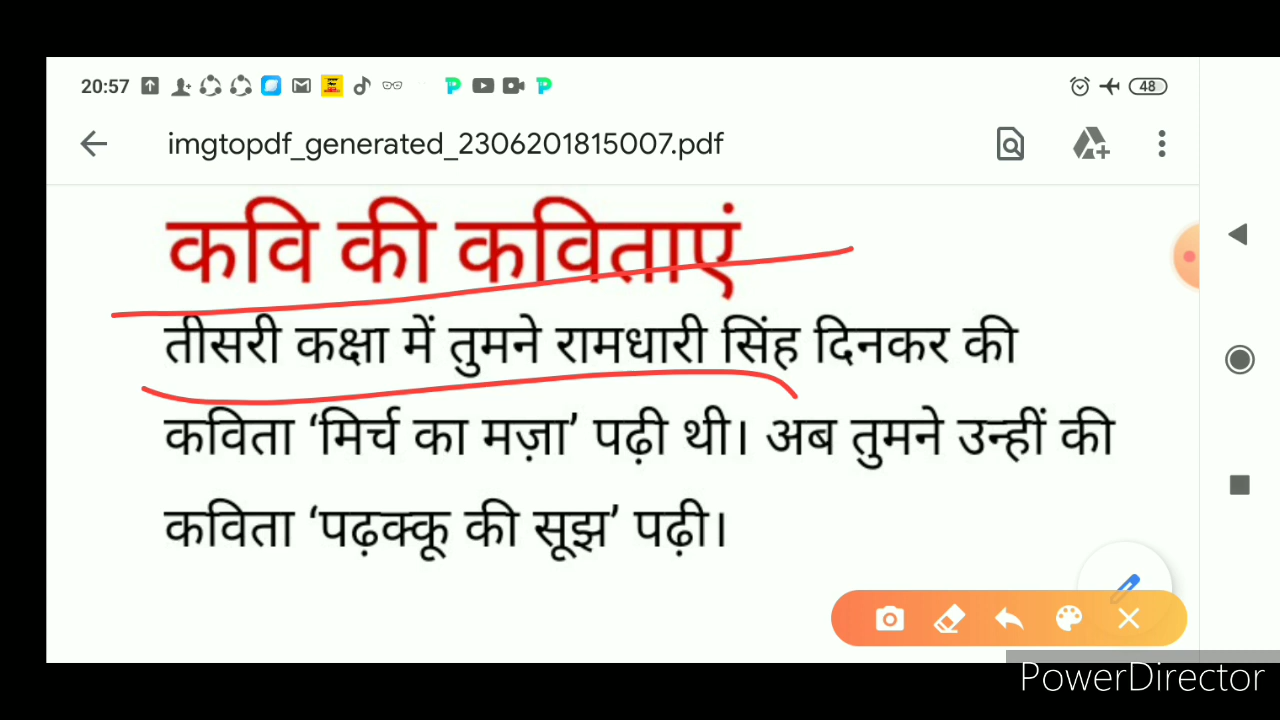 20:57
48
imgtopdf_generated_2306201815007.pdf
कवि की कविताएं
तीसरी कक्षा में तुमने रामधारी सिंह दिनकर की
कविता ‘मिर्च का मज़ा’ पढ़ी थी। अब तुमने उन्हीं की
कविता ‘पढ़क्कू की सूझ’ पढ़ी।
PowerDirector